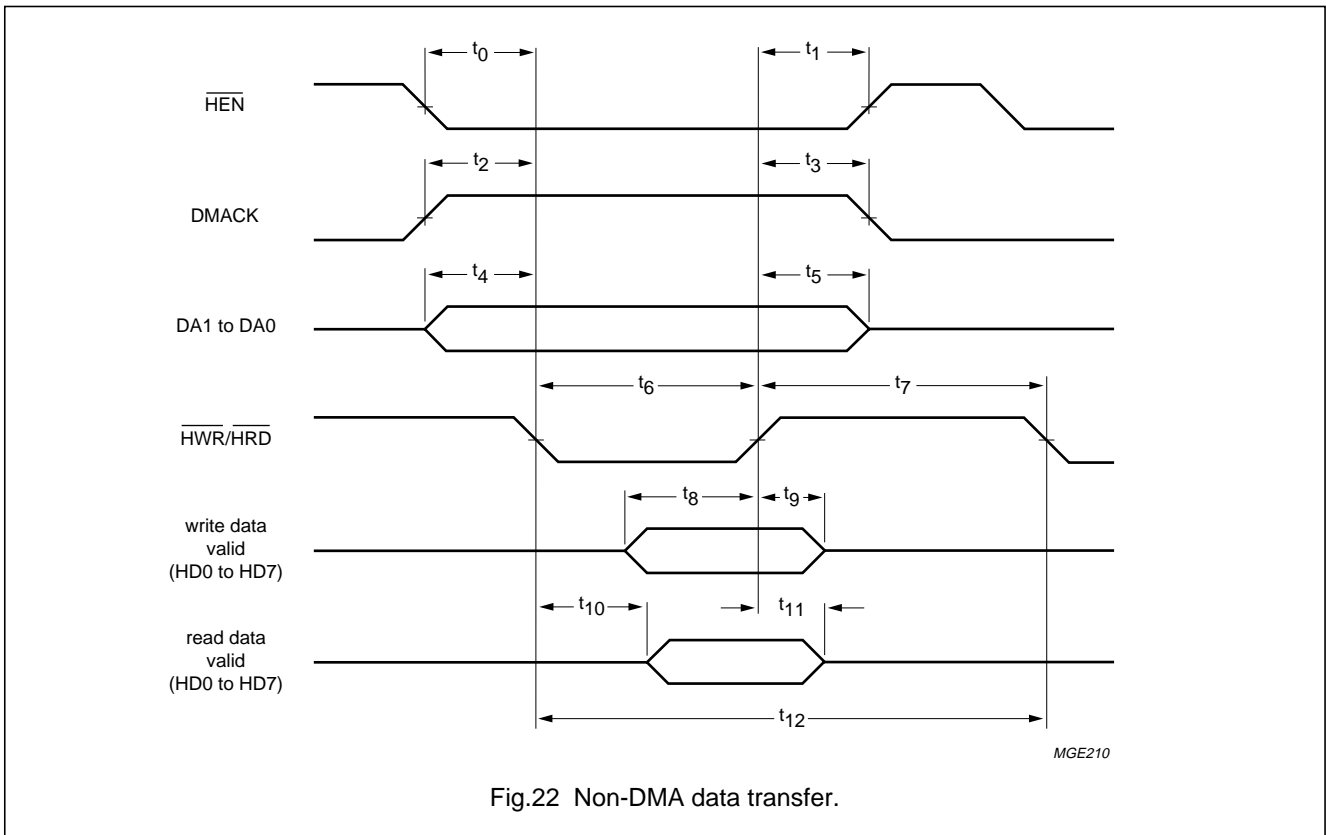 t0 t1
HEN
t2 t3
DMACK
t4 t5
DA1 to DA0
t6 t7
HWR/HRD
t8 t9
write data
valid
(HD0 to HD7)
t10 t11
read data
valid
(HD0 to HD7)
t12
MGE210
Fig.22 Non-DMA data transfer.